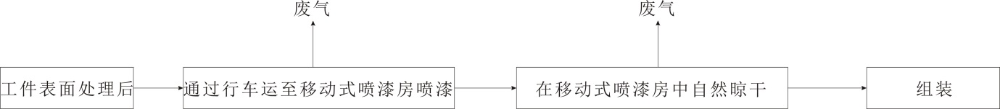 废气
废气
工件表面处理后
通过行车运至移动式喷漆房喷漆
在移动式喷漆房中自然晾干
组装